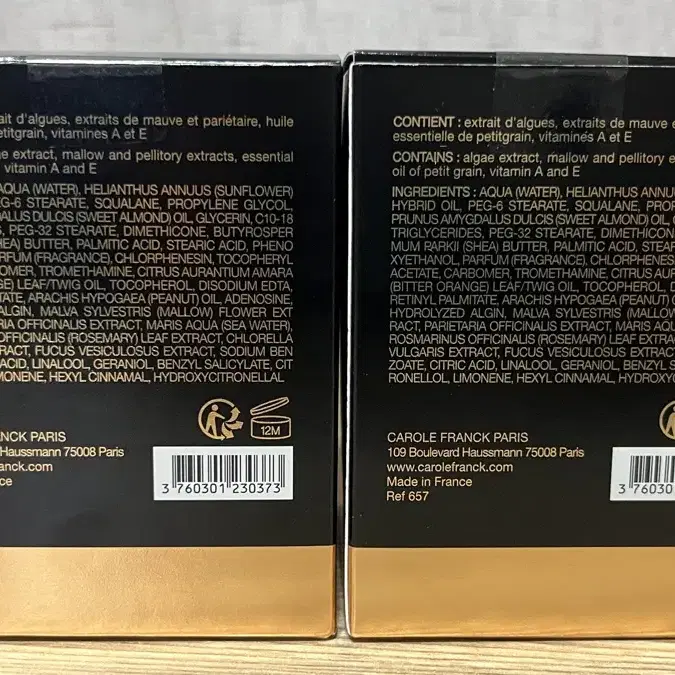 ait d'algues, extraits de mauve et pariétaire, huile
etitgrain, vitamines A et E
ae extract, mallow and pellitory extracts, essential
vitamin A and E
AQUA (WATER), HELIANTHUS ANNUUS (SUNFLOWER)
EG-6 STEARATE, SQUALANE, PROPYLENE GLYCOL,
DALUS DULCIS (SWEET ALMOND) OIL, GLYCERIN, C10-18
S, PEG-32 STEARATE, DIMETHICONE, BUTYROSPER
HEA) BUTTER, PALMITIC ACID, STEARIC ACID, PHENO
RFUM (FRAGRANCE), CHLORPHENESIN, TOCOPHERYL
OMER, TROMETHAMINE, CITRUS AURANTIUM AMARA
GE) LEAF/TWIG OIL, TOCOPHEROL, DISODIUM EDTA,
TATE, ARACHIS HYPOGAEA (PEANUT) OIL, ADENOSINE,
ALGIN, MALVA SYLVESTRIS (MALLOW) FLOWER EXT
RIA OFFICINALIS EXTRACT, MARIS AQUA (SEA WATER),
OFFICINALIS (ROSEMARY) LEAF EXTRACT, CHLORELLA
TRACT, FUCUS VESICULOSUS EXTRACT, SODIUM BEN
ACID, LINALOOL, GERANIOL, BENZYL SALICYLATE, CIT
MONENE, HEXYL CINNAMAL, HYDROXYCITRONELLAL
12M
ANCK PARIS
Haussmann 75008 Paris
franck.com
nce
3 760301 230373
CONTIENT : extrait d'algues, extraits de mauve e
essentielle de petitgrain, vitamines A et E
CONTAINS : algae extract, mallow and pellitory e
oil of petit grain, vitamin A and E
INGREDIENTS : AQUA (WATER), HELIANTHUS ANNU
HYBRID OIL, PEG-6 STEARATE, SQUALANE, PROP
PRUNUS AMYGDALUS DULCIS (SWEET ALMOND) OIL,
TRIGLYCERIDES, PEG-32 STEARATE, DIMETHICON
MUM PARKII (SHEA) BUTTER, PALMITIC ACID, STEAR
XYETHANOL, PARFUM (FRAGRANCE), CHLORPHENES
ACETATE, CARBOMER, TROMETHAMINE, CITRUS AUR
(BITTER ORANGE) LEAF/TWIG OIL, TOCOPHEROL, D
RETINYL PALMITATE, ARACHIS HYPOGAEA (PEANUT) O
HYDROLYZED ALGIN, MALVA SYLVESTRIS (MALLOW
RACT, PARIETARIA OFFICINALIS EXTRACT, MARIS AQU
ROSMARINUS OFFICINALIS (ROSEMARY) LEAF EXTRA
VULGARIS EXTRACT, FUCUS VESICULOSUS EXTRAC
ZOATE, CITRIC ACID, LINALOOL, GERANIOL, BENZYL S
RONELLOL, LIMONENE, HEXYL CINNAMAL, HYDROXYC
CAROLE FRANCK PARIS
109 Boulevard Haussmann 75008 Paris
www.carolefranck.com
Made in France
Ref 657
3 76030